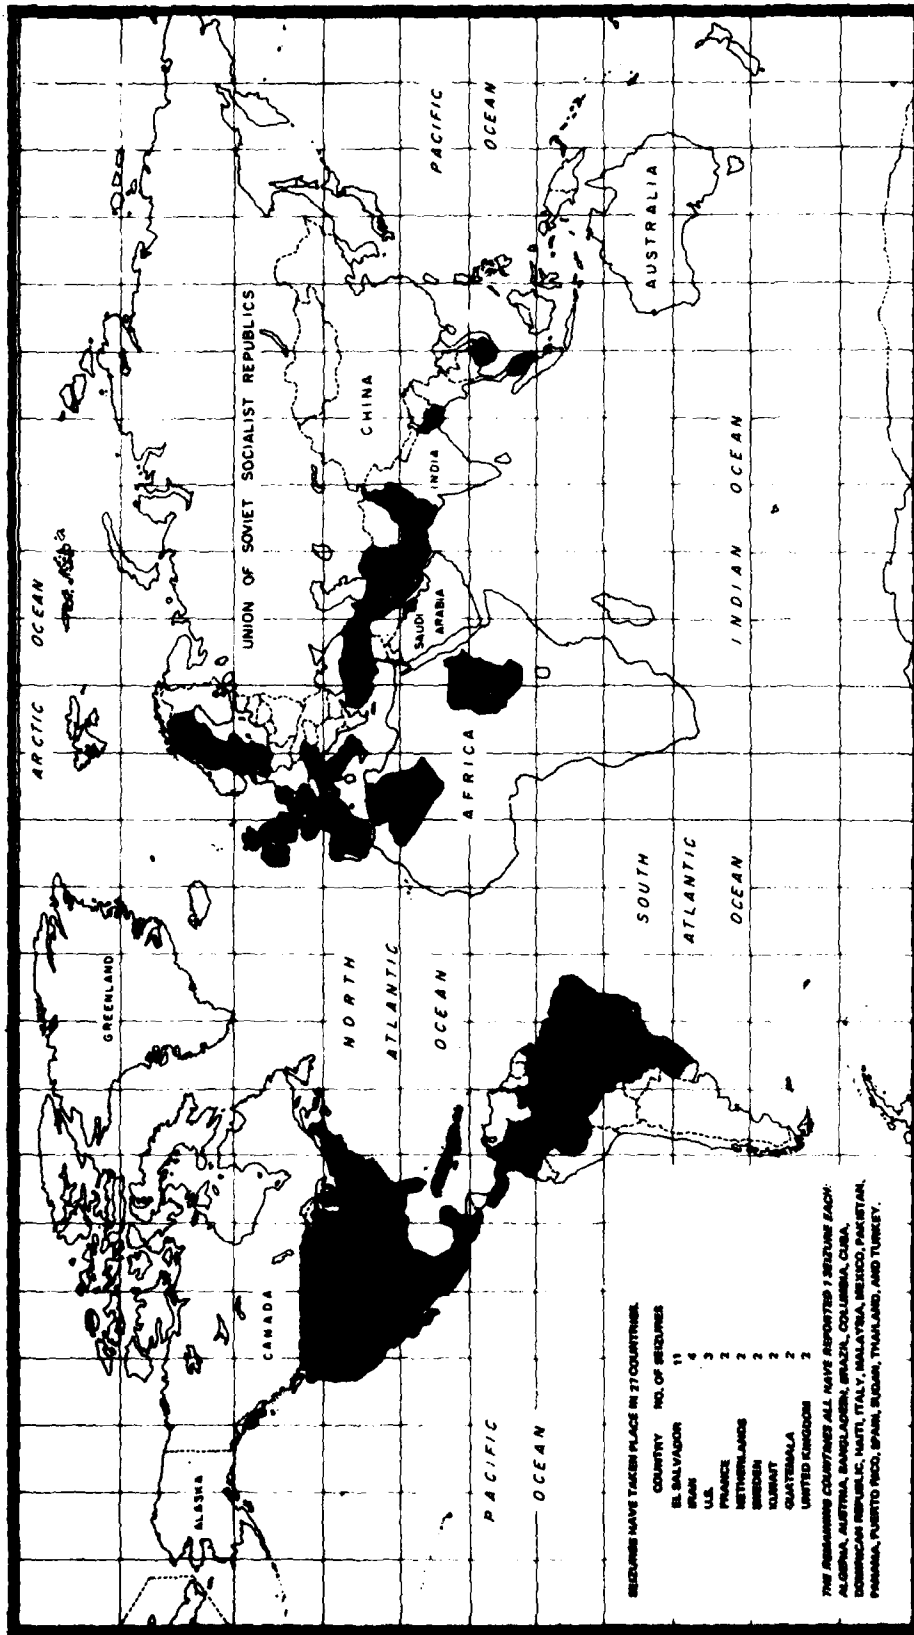 ARCTIC OCEAN
GREENLAND
ALASKA
CANADA
UNION OF SOVIET SOCIALIST REPUBLICS
CHINA
INDIA
SAUDI
ARABIA
AFRICA
AUSTRALIA
PACIFIC
OCEAN
NORTH
ATLANTIC
OCEAN
PACIFIC
OCEAN
SOUTH
ATLANTIC
OCEAN
INDIAN OCEAN
SEIZURES HAVE TAKEN PLACE IN 27 COUNTRIES.
COUNTRY NO. OF SEIZURES
EL SALVADOR 11
IRAN 4
U.S. 3
FRANCE 2
NETHERLANDS 2
SWEDEN 2
KUWAIT 2
GUATEMALA 2
UNITED KINGDOM 2
THE REMAINING COUNTRIES ALL HAVE REPORTED 1 SEIZURE EACH:
ALGERIA, AUSTRIA, BANGLADESH, BRAZIL, COLUMBIA, CUBA,
DOMINICAN REPUBLIC, HAITI, ITALY, MALAYSIA, MEXICO, PAKISTAN,
PANAMA, PUERTO RICO, SPAIN, SUDAN, THAILAND, AND TURKEY.